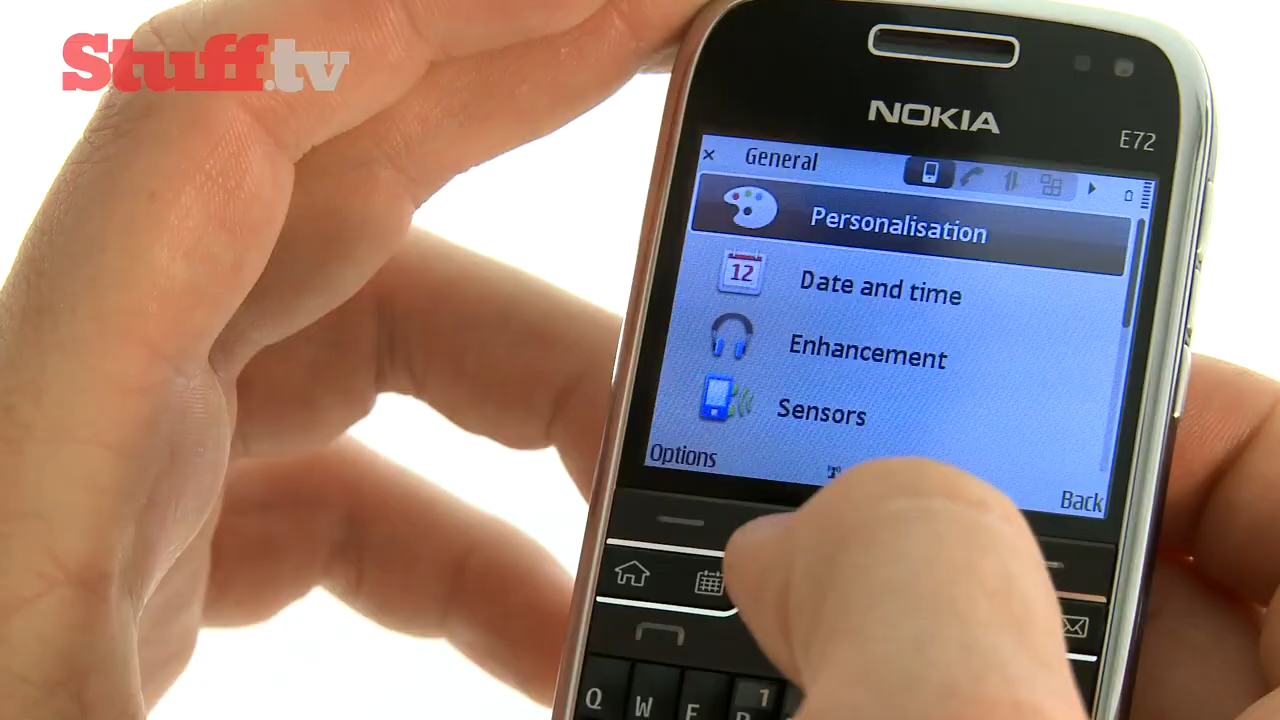 Stuff.tv
NOKIA
E72
General
Personalisation
12
Date and time
Enhancement
Sensors
Options
Back
1
Q W E